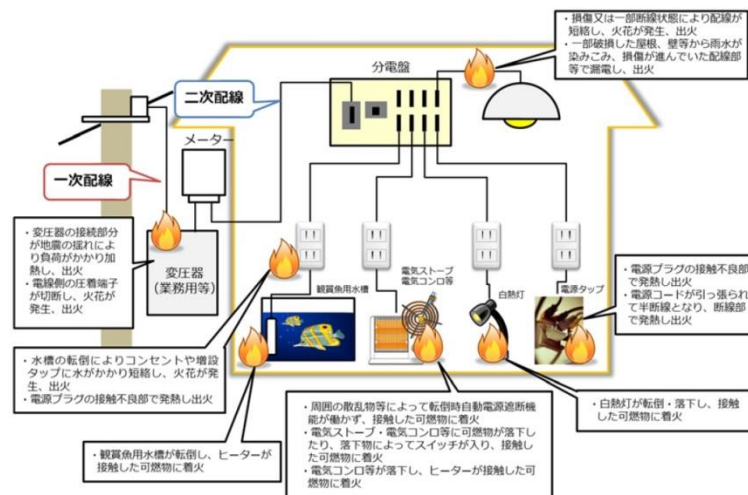 ・損傷又は一部断線状態により配線が
短絡し、火花が発生、出火
・一部破損した屋根、壁等から雨水が
染みこみ、損傷が進んでいた配線部
等で漏電し、出火
分電盤
二次配線
メーター
一次配線
・変圧器の接続部分
が地震の揺れにより
負荷がかかり加
熱し、出火
・電線側の圧着端子
が切断し、火花が
発生、出火
変圧器
（業務用等）
観賞魚用水槽
電気ストーブ
電気コンロ等
白熱灯
電源タップ
・電源プラグの接触不良部
で発熱し出火
・電源コードが引っ張られ
て半断線となり、断線部
で発熱し出火
・水槽の転倒によりコンセントや増設
タップに水がかかり短絡し、火花が発
生、出火
・電源プラグの接触不良部で発熱し出火
・周囲の散乱物等によって転倒時自動電源遮断機
能が働かず、接触した可燃物に着火
・電気ストーブ・電気コンロ等に可燃物が落下し
たり、落下物によってスイッチが入り、接触し
た可燃物に着火
・電気コンロ等が落下し、ヒーターが接触した可
燃物に着火
・白熱灯が転倒・落下し、接触
した可燃物に着火
・観賞魚用水槽が転倒し、ヒーターが
接触した可燃物に着火